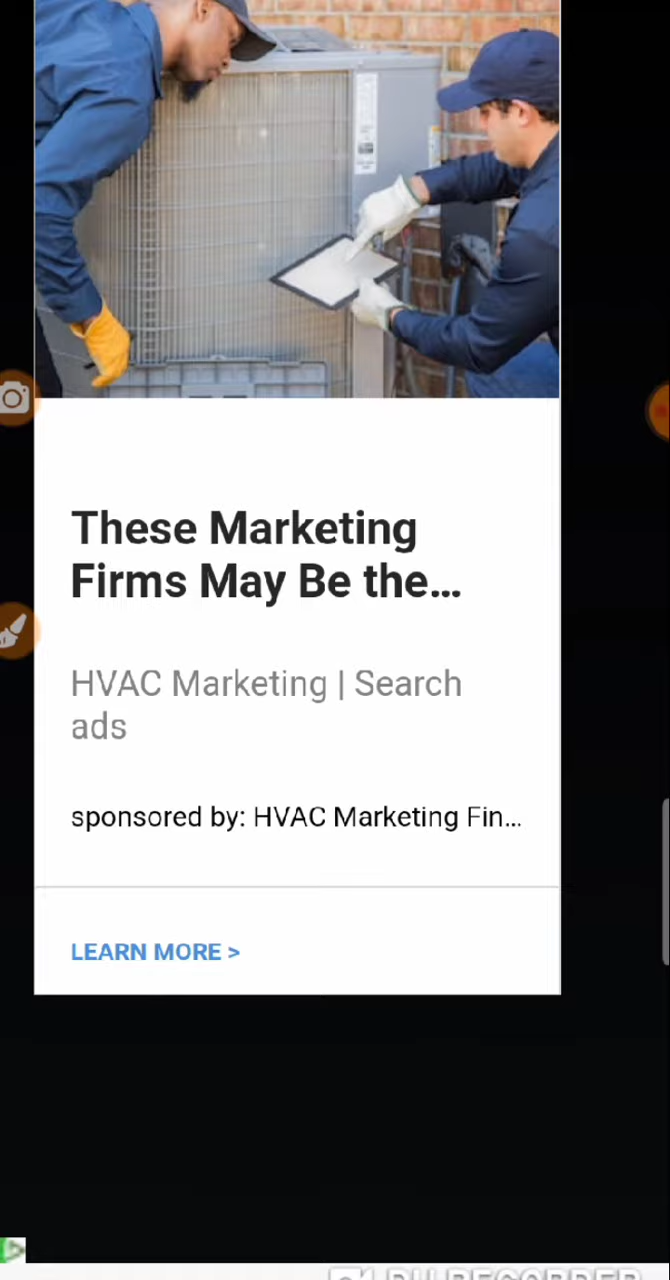 These Marketing
Firms May Be the...
HVAC Marketing | Search
ads
sponsored by: HVAC Marketing Fin...
LEARN MORE >